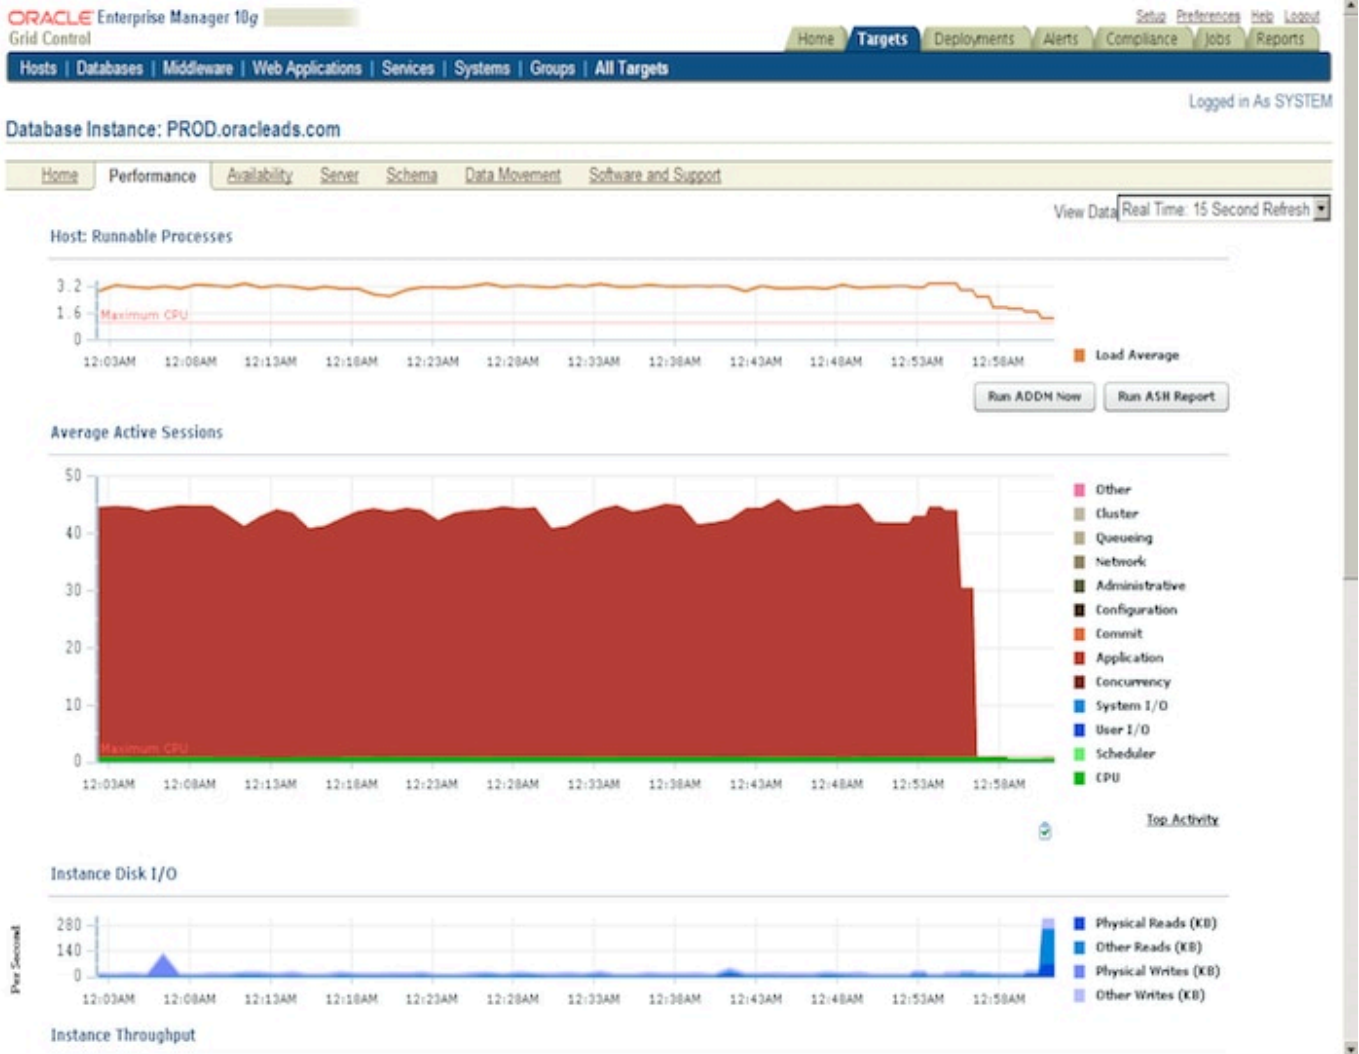 ORACLE Enterprise Manager 10g
Grid Control
Setup Preferences Help Logout
Home Targets Deployments Alerts Compliance Jobs Reports
Hosts | Databases | Middleware | Web Applications | Services | Systems | Groups | All Targets
Logged in As SYSTEM
Database Instance: PROD.oracleads.com
Home Performance Availability Server Schema Data Movement Software and Support
View Data Real Time: 15 Second Refresh
Host: Runnable Processes
3.2
1.6
Maximum CPU
0
12:03AM 12:08AM 12:13AM 12:18AM 12:23AM 12:28AM 12:33AM 12:38AM 12:43AM 12:48AM 12:53AM 12:58AM
Load Average
Run ADDM Now Run ASH Report
Average Active Sessions
50
40
30
20
10
Maximum CPU
0
12:03AM 12:08AM 12:13AM 12:18AM 12:23AM 12:28AM 12:33AM 12:38AM 12:43AM 12:48AM 12:53AM 12:58AM
Other
Cluster
Queueing
Network
Administrative
Configuration
Commit
Application
Concurrency
System I/O
User I/O
Scheduler
CPU
Top Activity
Instance Disk I/O
Per Second
280
140
0
12:03AM 12:08AM 12:13AM 12:18AM 12:23AM 12:28AM 12:33AM 12:38AM 12:43AM 12:48AM 12:53AM 12:58AM
Physical Reads (KB)
Other Reads (KB)
Physical Writes (KB)
Other Writes (KB)
Instance Throughput